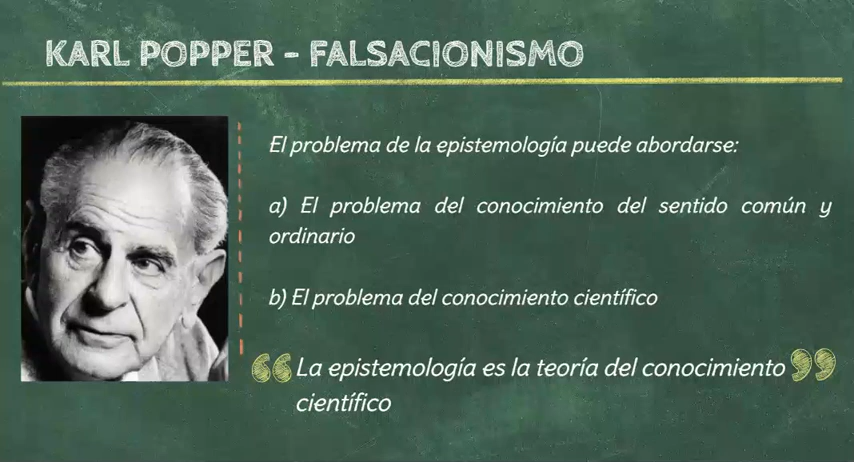 KARL POPPER - FALSACIONISMO
El problema de la epistemología puede abordarse:
a) El problema del conocimiento del sentido común y
ordinario
b) El problema del conocimiento científico
“La epistemología es la teoría del conocimiento”
científico